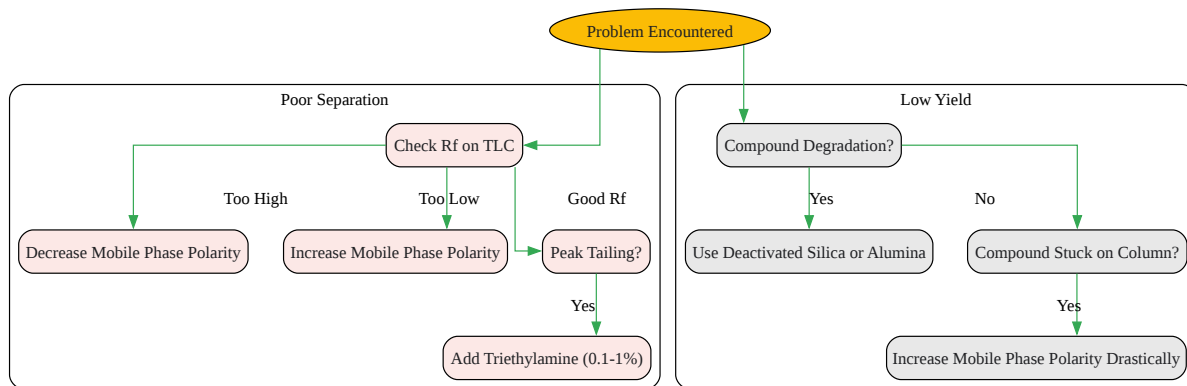 Problem Encountered
Poor Separation
Low Yield
Check Rf on TLC
Compound Degradation?
Too High
Too Low
Good Rf
Yes
No
Decrease Mobile Phase Polarity
Increase Mobile Phase Polarity
Peak Tailing?
Use Deactivated Silica or Alumina
Compound Stuck on Column?
Yes
Yes
Add Triethylamine (0.1-1%)
Increase Mobile Phase Polarity Drastically